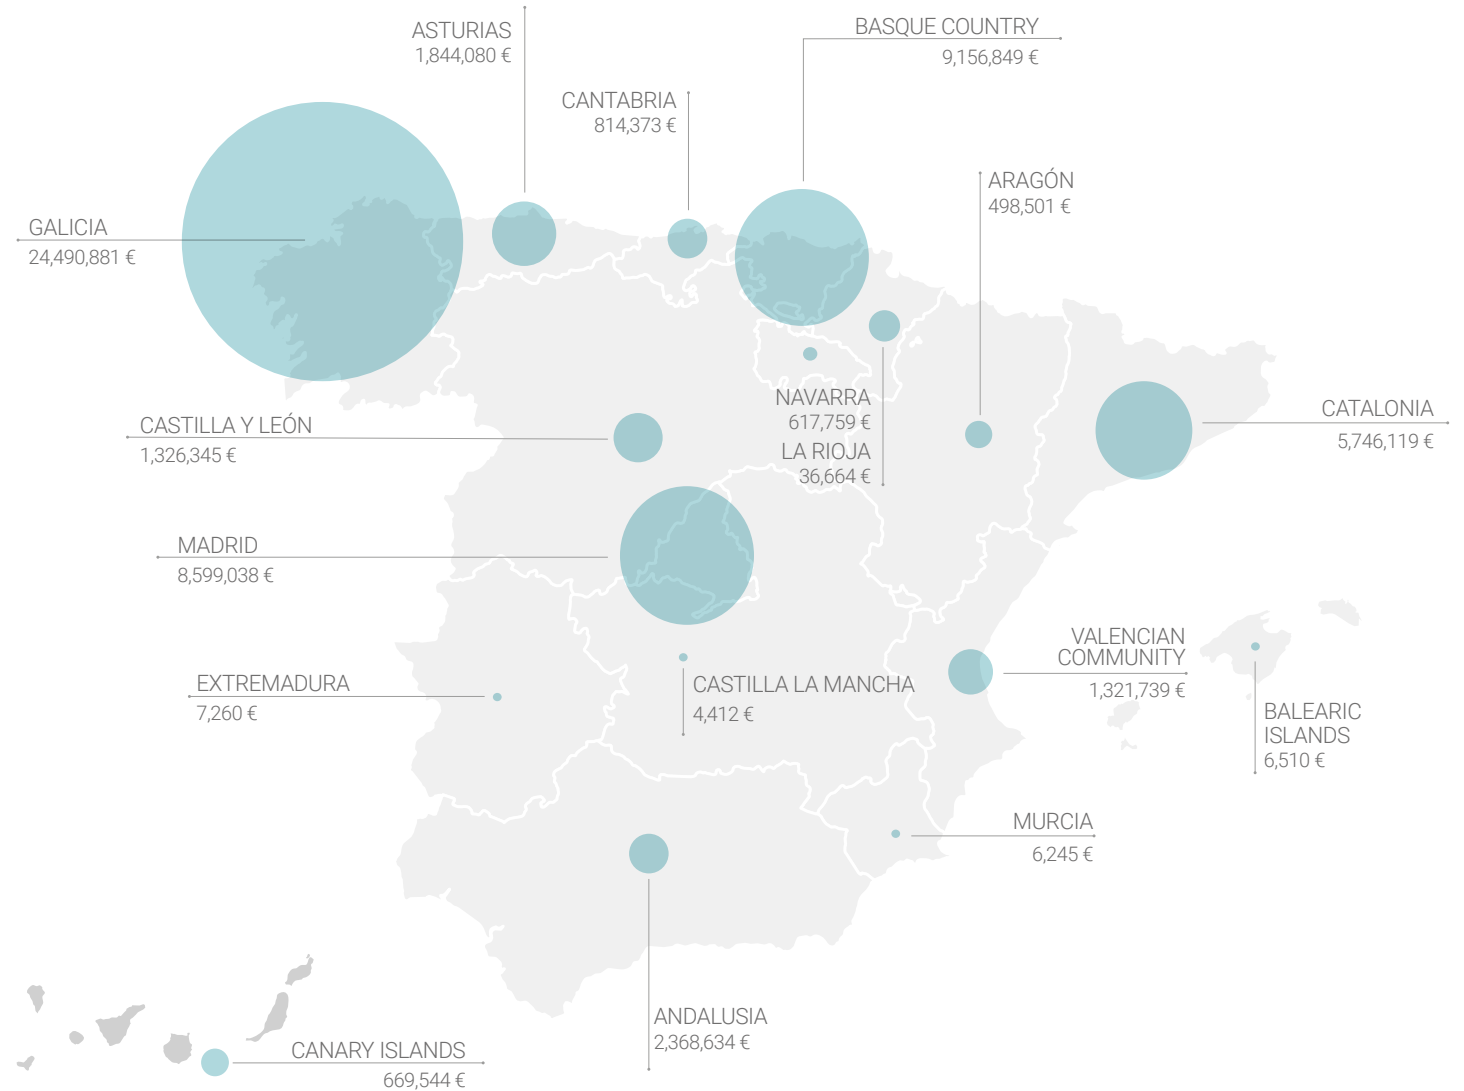 ASTURIAS
1,844,080 €
BASQUE COUNTRY
9,156,849 €
CANTABRIA
814,373 €
ARAGÓN
498,501 €
GALICIA
24,490,881 €
NAVARRA
617,759 €
LA RIOJA
36,664 €
CASTILLA Y LEÓN
1,326,345 €
CATALONIA
5,746,119 €
MADRID
8,599,038 €
VALENCIAN
COMMUNITY
1,321,739 €
EXTREMADURA
7,260 €
CASTILLA LA MANCHA
4,412 €
BALEARIC
ISLANDS
6,510 €
MURCIA
6,245 €
ANDALUSIA
2,368,634 €
CANARY ISLANDS
669,544 €